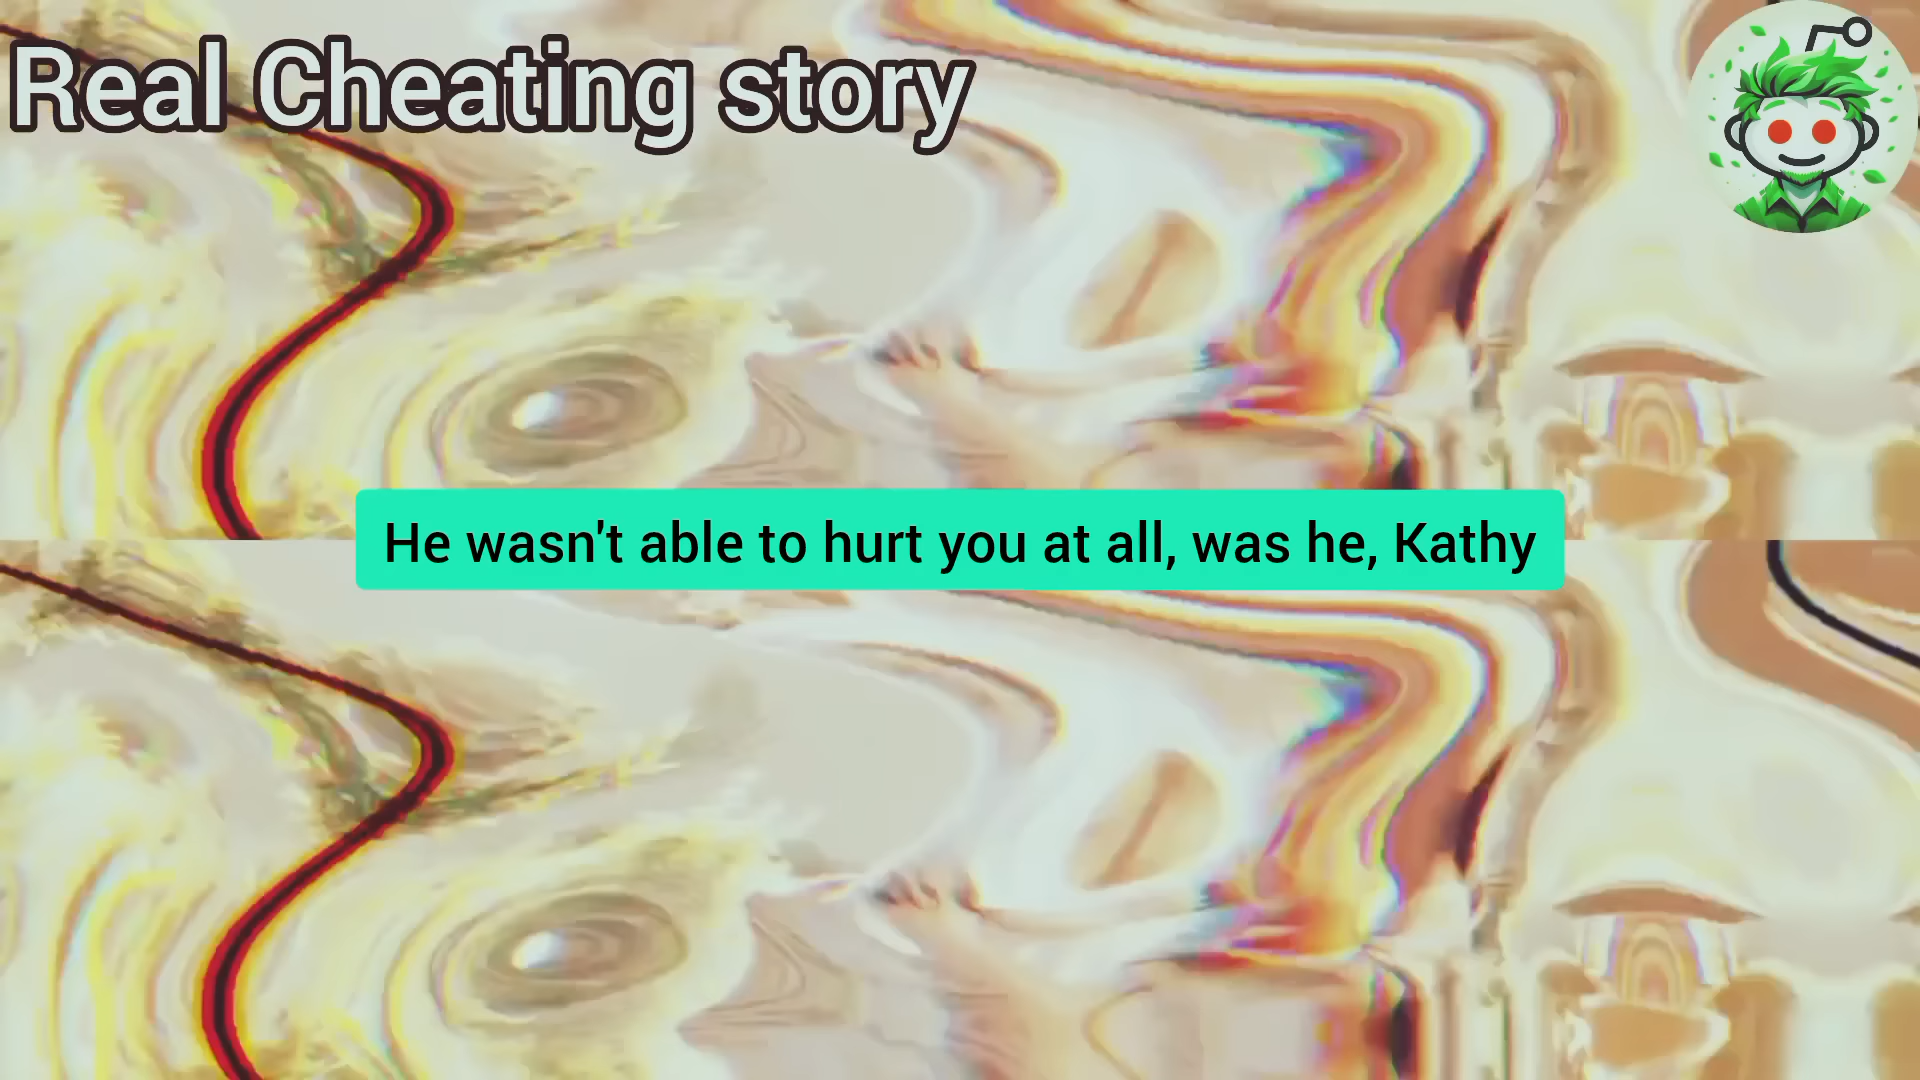 Real Cheating story
He wasn't able to hurt you at all, was he, Kathy